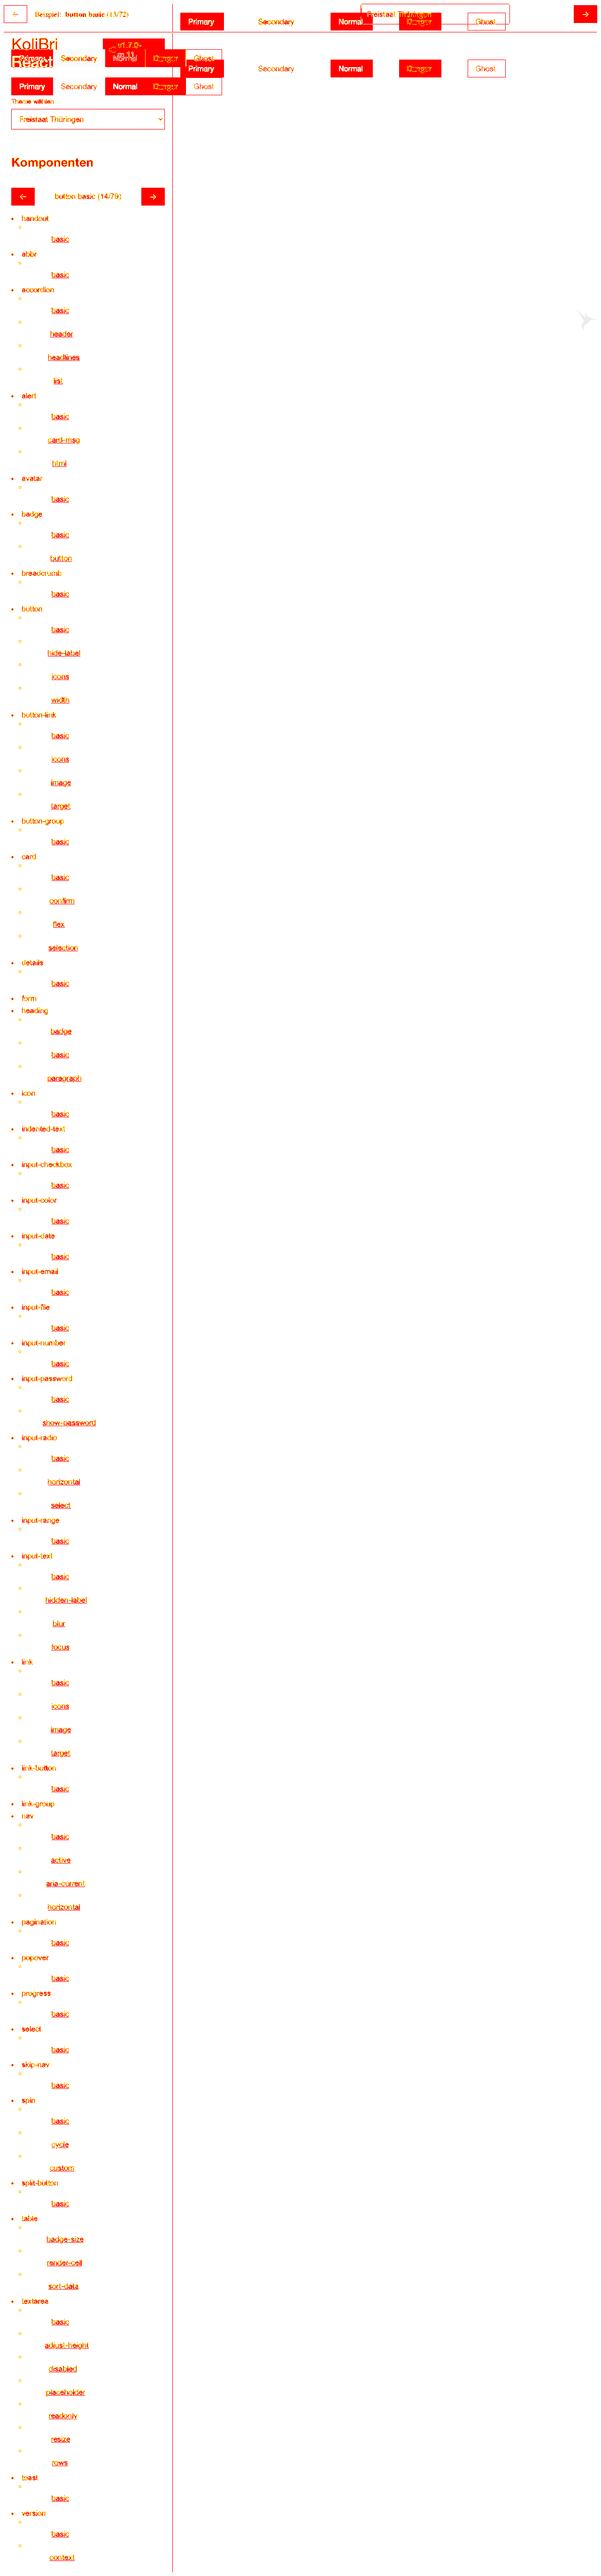 Beispiel: button basic (13/72)
Freistaat Thüringen
Primary Secondary Normal Danger Ghost
KoliBri
v1.7.0-
React
Primary Secondary Normal Danger Ghost
Primary Secondary Normal Danger Ghost
Primary Secondary Normal Danger Ghost
Theme wählen
Freistaat Thüringen
Komponenten
button basic (14/79)
handout
basic
abbr
basic
accordion
basic
header
headlines
list
alert
basic
card-msg
html
avatar
basic
badge
basic
button
breadcrumb
basic
button
basic
hide-label
icons
width
button-link
basic
icons
image
target
button-group
basic
card
basic
confirm
flex
selection
details
basic
form
heading
badge
basic
paragraph
icon
basic
indented-text
basic
input-checkbox
basic
input-color
basic
input-date
basic
input-email
basic
input-file
basic
input-number
basic
input-password
basic
show-password
input-radio
basic
horizontal
select
input-range
basic
input-text
basic
hidden-label
blur
focus
link
basic
icons
image
target
link-button
basic
link-group
nav
basic
active
aria-current
horizontal
pagination
basic
popover
basic
progress
basic
select
basic
skip-nav
basic
spin
basic
cycle
custom
split-button
basic
table
badge-size
render-cell
sort-data
textarea
basic
adjust-height
disabled
placeholder
readonly
resize
rows
toast
basic
version
basic
context